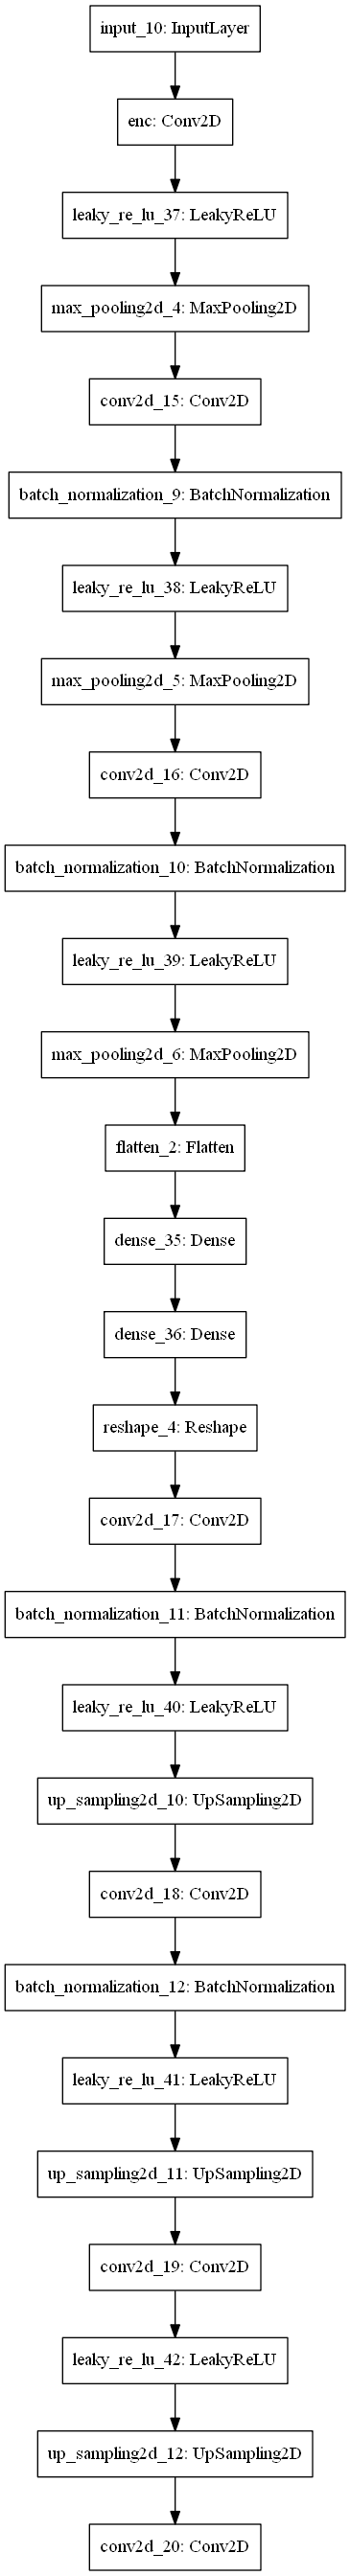 input_10: InputLayer
enc: Conv2D
leaky_re_lu_37: LeakyReLU
max_pooling2d_4: MaxPooling2D
conv2d_15: Conv2D
batch_normalization_9: BatchNormalization
leaky_re_lu_38: LeakyReLU
max_pooling2d_5: MaxPooling2D
conv2d_16: Conv2D
batch_normalization_10: BatchNormalization
leaky_re_lu_39: LeakyReLU
max_pooling2d_6: MaxPooling2D
flatten_2: Flatten
dense_35: Dense
dense_36: Dense
reshape_4: Reshape
conv2d_17: Conv2D
batch_normalization_11: BatchNormalization
leaky_re_lu_40: LeakyReLU
up_sampling2d_10: UpSampling2D
conv2d_18: Conv2D
batch_normalization_12: BatchNormalization
leaky_re_lu_41: LeakyReLU
up_sampling2d_11: UpSampling2D
conv2d_19: Conv2D
leaky_re_lu_42: LeakyReLU
up_sampling2d_12: UpSampling2D
conv2d_20: Conv2D